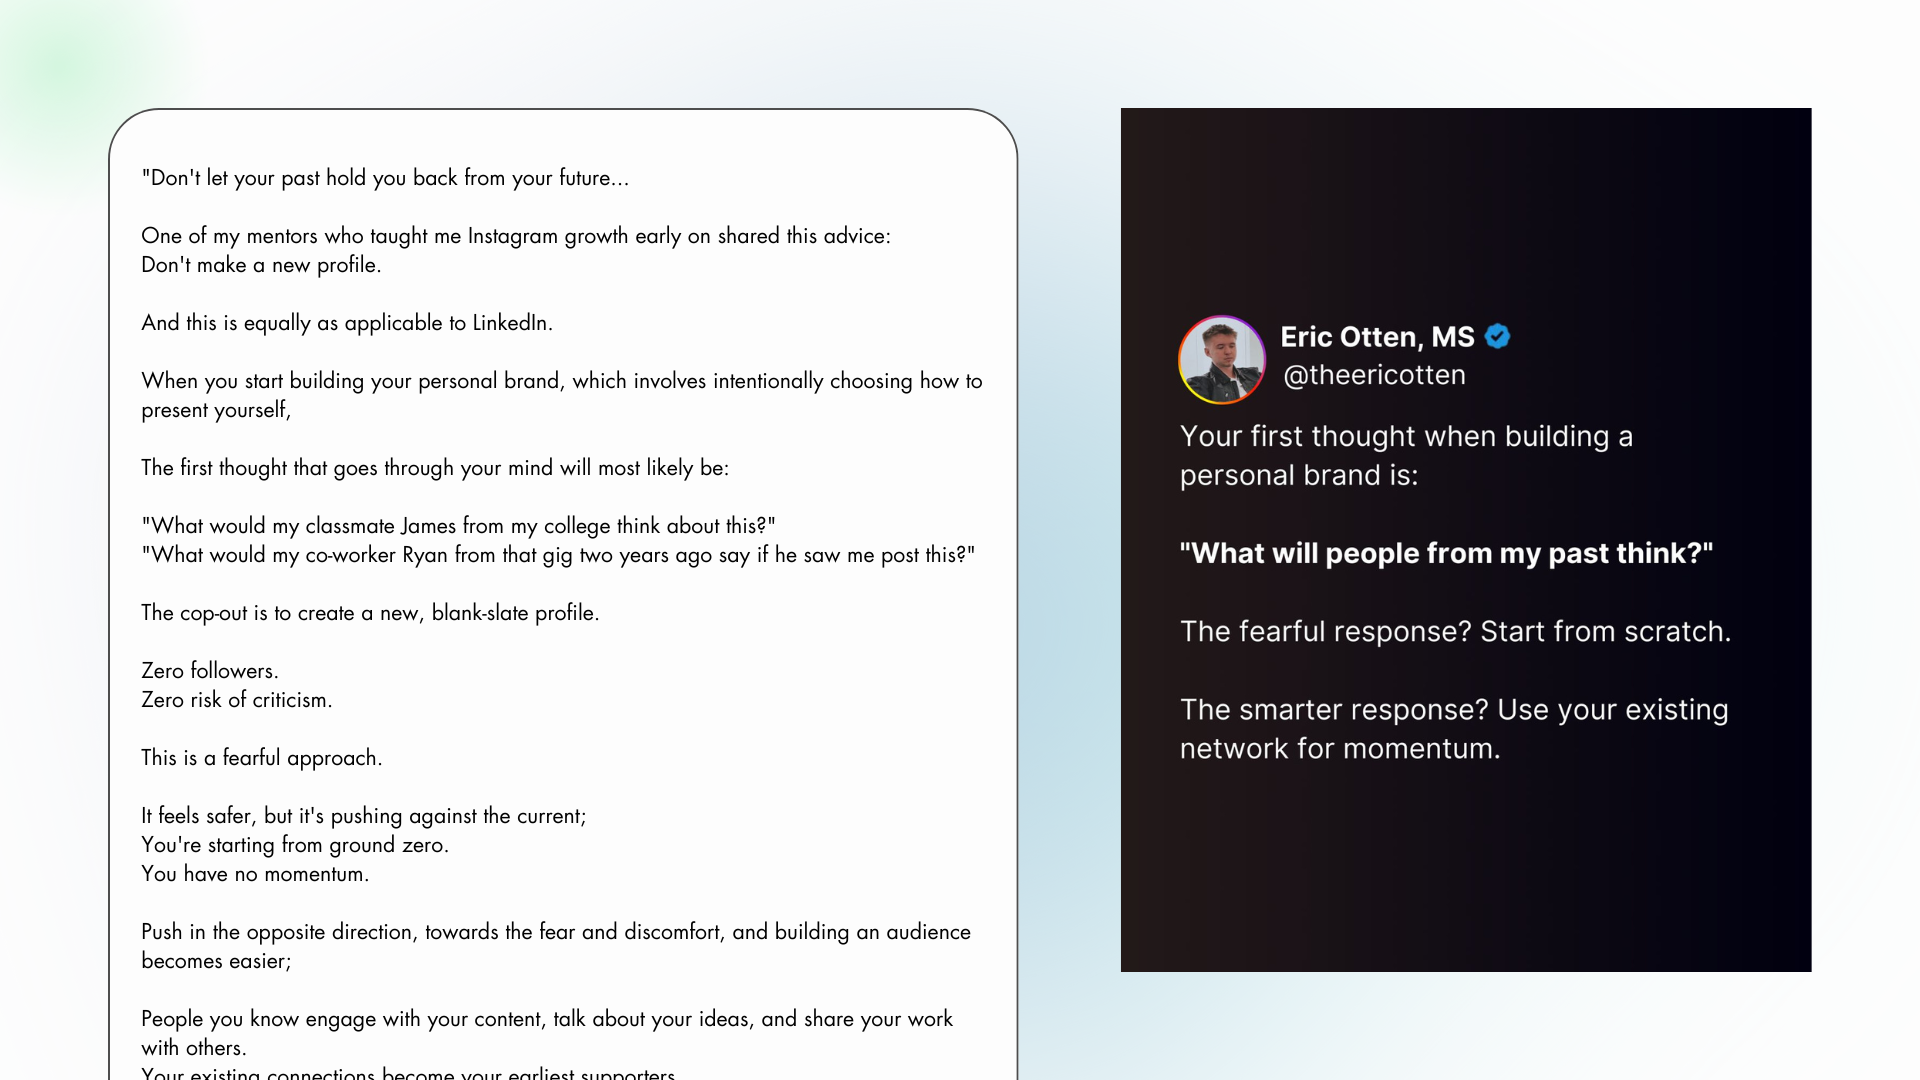 "Don't let your past hold you back from your future...
One of my mentors who taught me Instagram growth early on shared this advice:
Don't make a new profile.
And this is equally as applicable to LinkedIn.
When you start building your personal brand, which involves intentionally choosing how to
present yourself,
The first thought that goes through your mind will most likely be:
"What would my classmate James from my college think about this?"
"What would my co-worker Ryan from that gig two years ago say if he saw me post this?"
The cop-out is to create a new, blank-slate profile.
Zero followers.
Zero risk of criticism.
This is a fearful approach.
It feels safer, but it's pushing against the current;
You're starting from ground zero.
You have no momentum.
Push in the opposite direction, towards the fear and discomfort, and building an audience
becomes easier;
People you know engage with your content, talk about your ideas, and share your work
with others.
Your existing connections become your earliest supporters
Eric Otten, MS
@theericotten
Your first thought when building a
personal brand is:
"What will people from my past think?"
The fearful response? Start from scratch.
The smarter response? Use your existing
network for momentum.